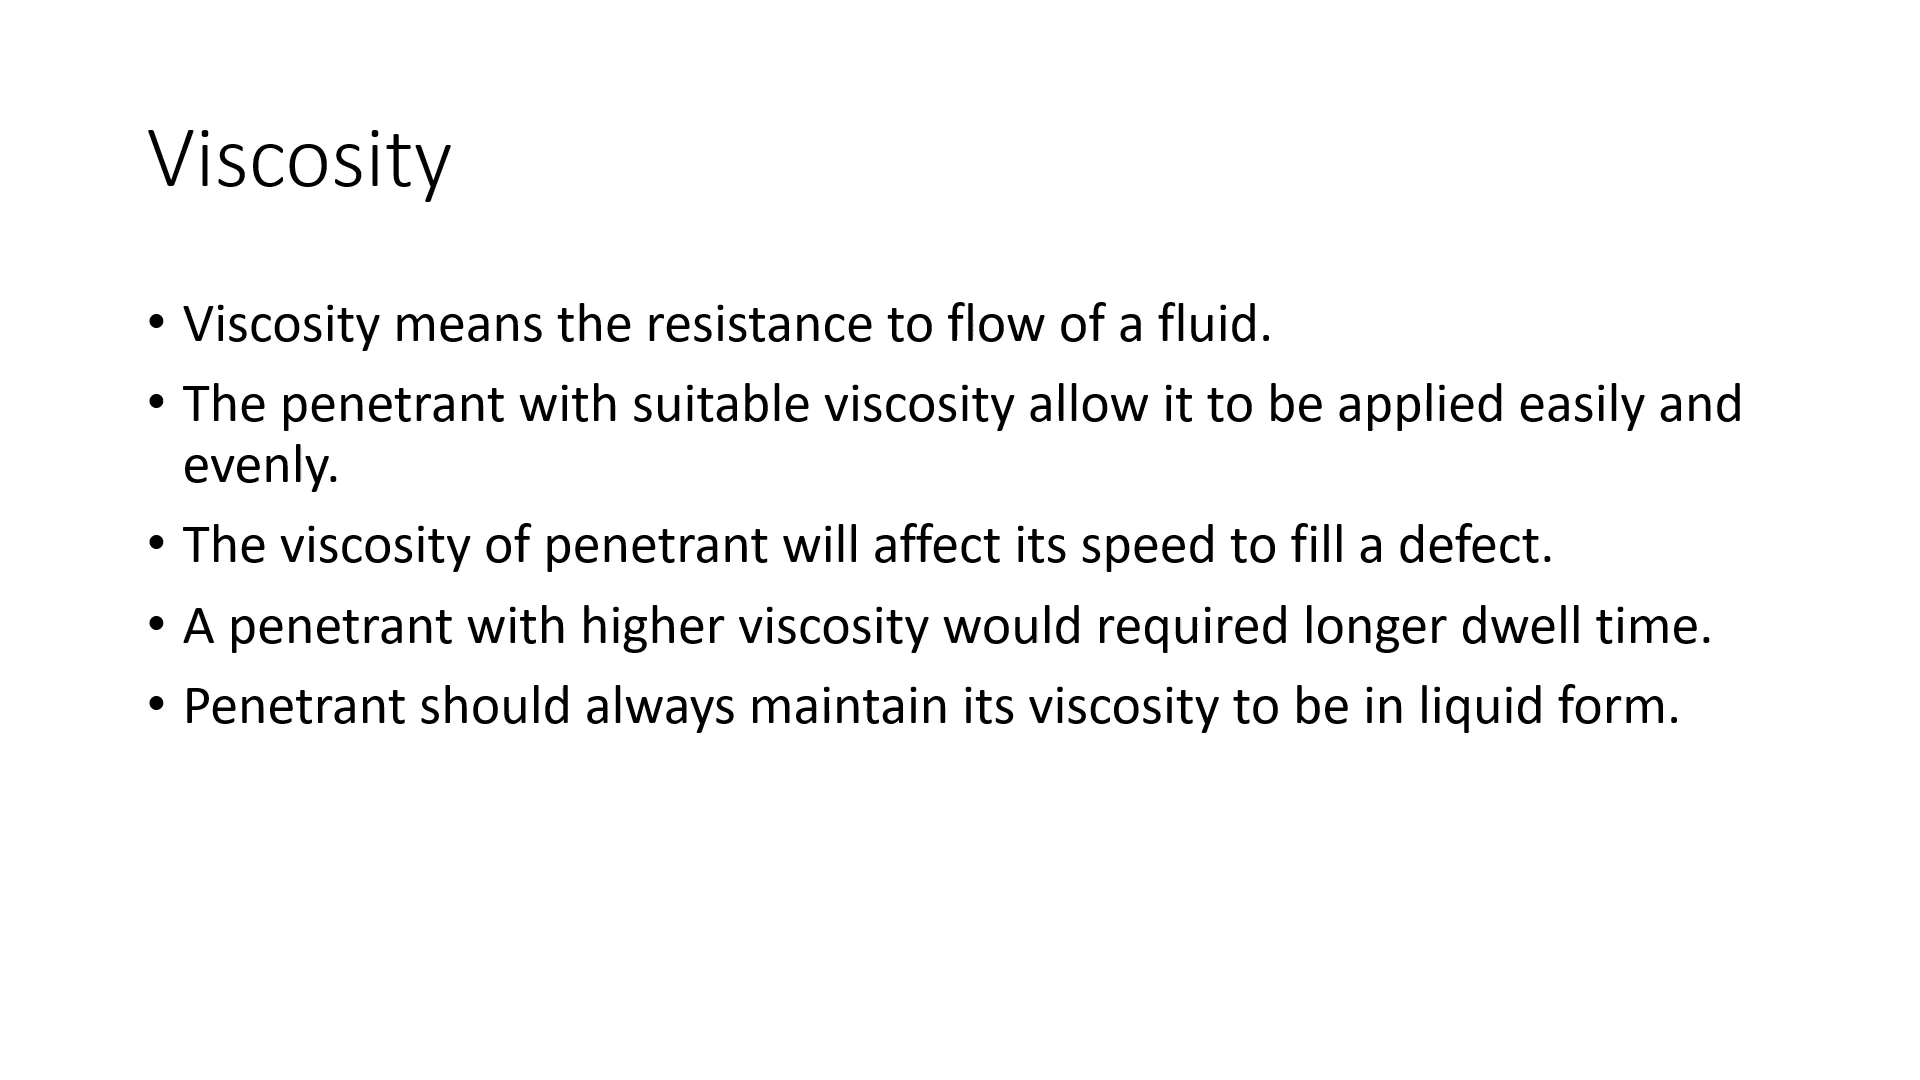 Viscosity
• Viscosity means the resistance to flow of a fluid.
• The penetrant with suitable viscosity allow it to be applied easily and
evenly.
• The viscosity of penetrant will affect its speed to fill a defect.
• A penetrant with higher viscosity would required longer dwell time.
• Penetrant should always maintain its viscosity to be in liquid form.